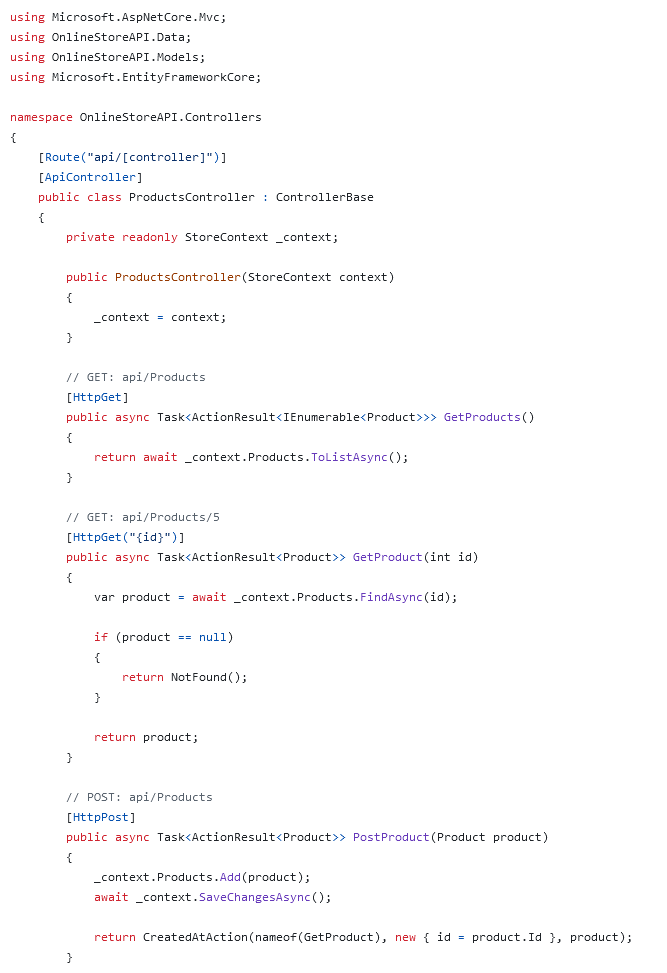 using Microsoft.AspNetCore.Mvc;
using OnlineStoreAPI.Data;
using OnlineStoreAPI.Models;
using Microsoft.EntityFrameworkCore;

namespace OnlineStoreAPI.Controllers
{
    [Route("api/[controller]")]
    [ApiController]
    public class ProductsController : ControllerBase
    {
        private readonly StoreContext _context;

        public ProductsController(StoreContext context)
        {
            _context = context;
        }

        // GET: api/Products
        [HttpGet]
        public async Task<ActionResult<IEnumerable<Product>>> GetProducts()
        {
            return await _context.Products.ToListAsync();
        }

        // GET: api/Products/5
        [HttpGet("{id}")]
        public async Task<ActionResult<Product>> GetProduct(int id)
        {
            var product = await _context.Products.FindAsync(id);

            if (product == null)
            {
                return NotFound();
            }

            return product;
        }

        // POST: api/Products
        [HttpPost]
        public async Task<ActionResult<Product>> PostProduct(Product product)
        {
            _context.Products.Add(product);
            await _context.SaveChangesAsync();

            return CreatedAtAction(nameof(GetProduct), new { id = product.Id }, product);
        }